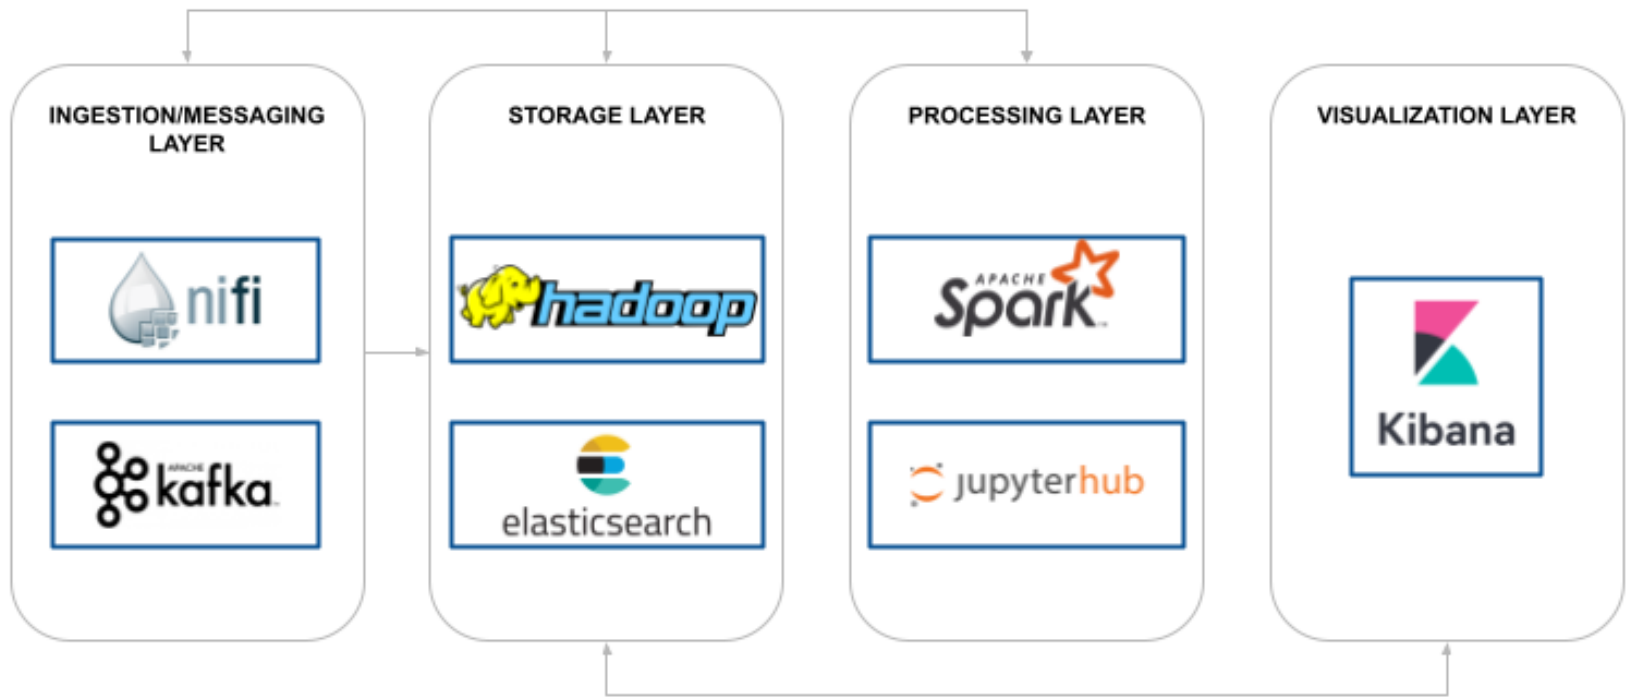 INGESTION/MESSAGING
LAYER
nifi
APACHE
kafka
STORAGE LAYER
hadoop
elasticsearch
PROCESSING LAYER
APACHE
Spark
jupyterhub
VISUALIZATION LAYER
Kibana